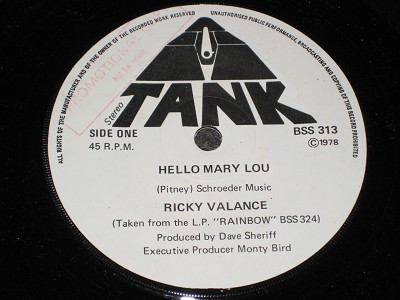 ALL RIGHTS OF THE MANUFACTURER AND OF THE OWNER OF THE RECORDED WORK RESERVED
UNAUTHORISED PUBLIC PERFORMANCE, BROADCASTING AND COPYING OF THIS RECORD PROHIBITED
PROMOTIONAL
Stereo
TANK
SIDE ONE
45 R.P.M.
BSS 313
©1978
HELLO MARY LOU
(Pitney) Schroeder Music
RICKY VALANCE
(Taken from the L.P. "RAINBOW" BSS324)
Produced by Dave Sheriff
Executive Producer Monty Bird